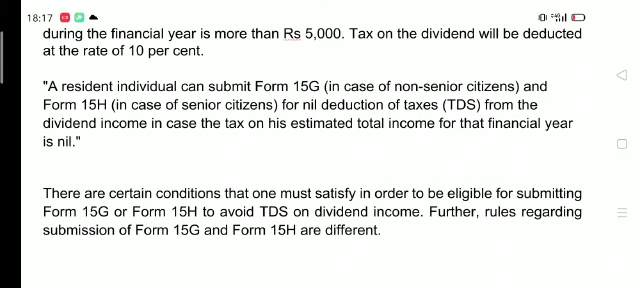 18:17
during the financial year is more than Rs 5,000. Tax on the dividend will be deducted
at the rate of 10 per cent.
"A resident individual can submit Form 15G (in case of non-senior citizens) and
Form 15H (in case of senior citizens) for nil deduction of taxes (TDS) from the
dividend income in case the tax on his estimated total income for that financial year
is nil."
There are certain conditions that one must satisfy in order to be eligible for submitting
Form 15G or Form 15H to avoid TDS on dividend income. Further, rules regarding
submission of Form 15G and Form 15H are different.